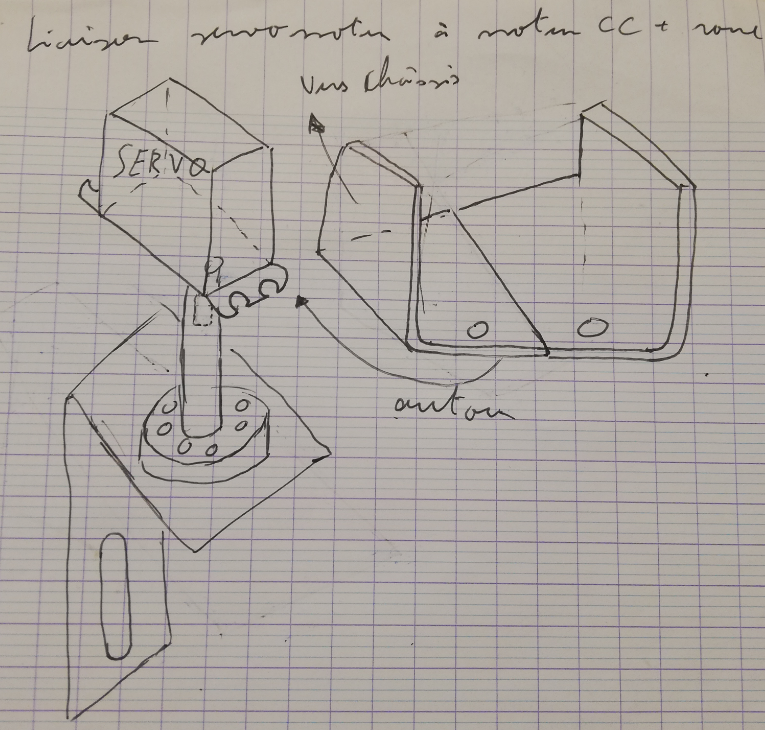 Liaison servomoteur à moteur CC + roue
vers châssis
SERVO
autour